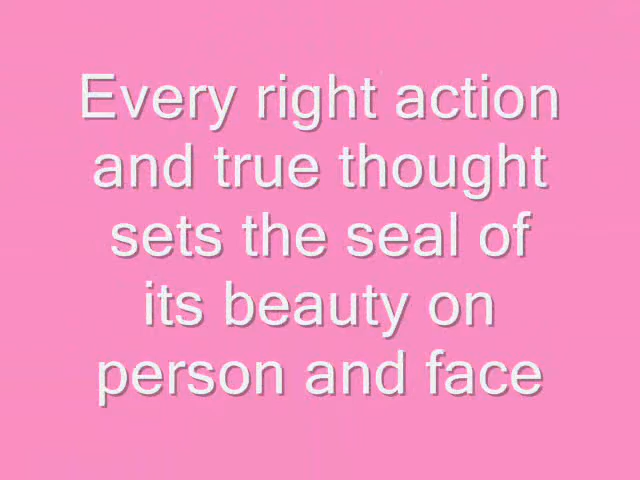 Every right action
and true thought
sets the seal of
its beauty on
person and face